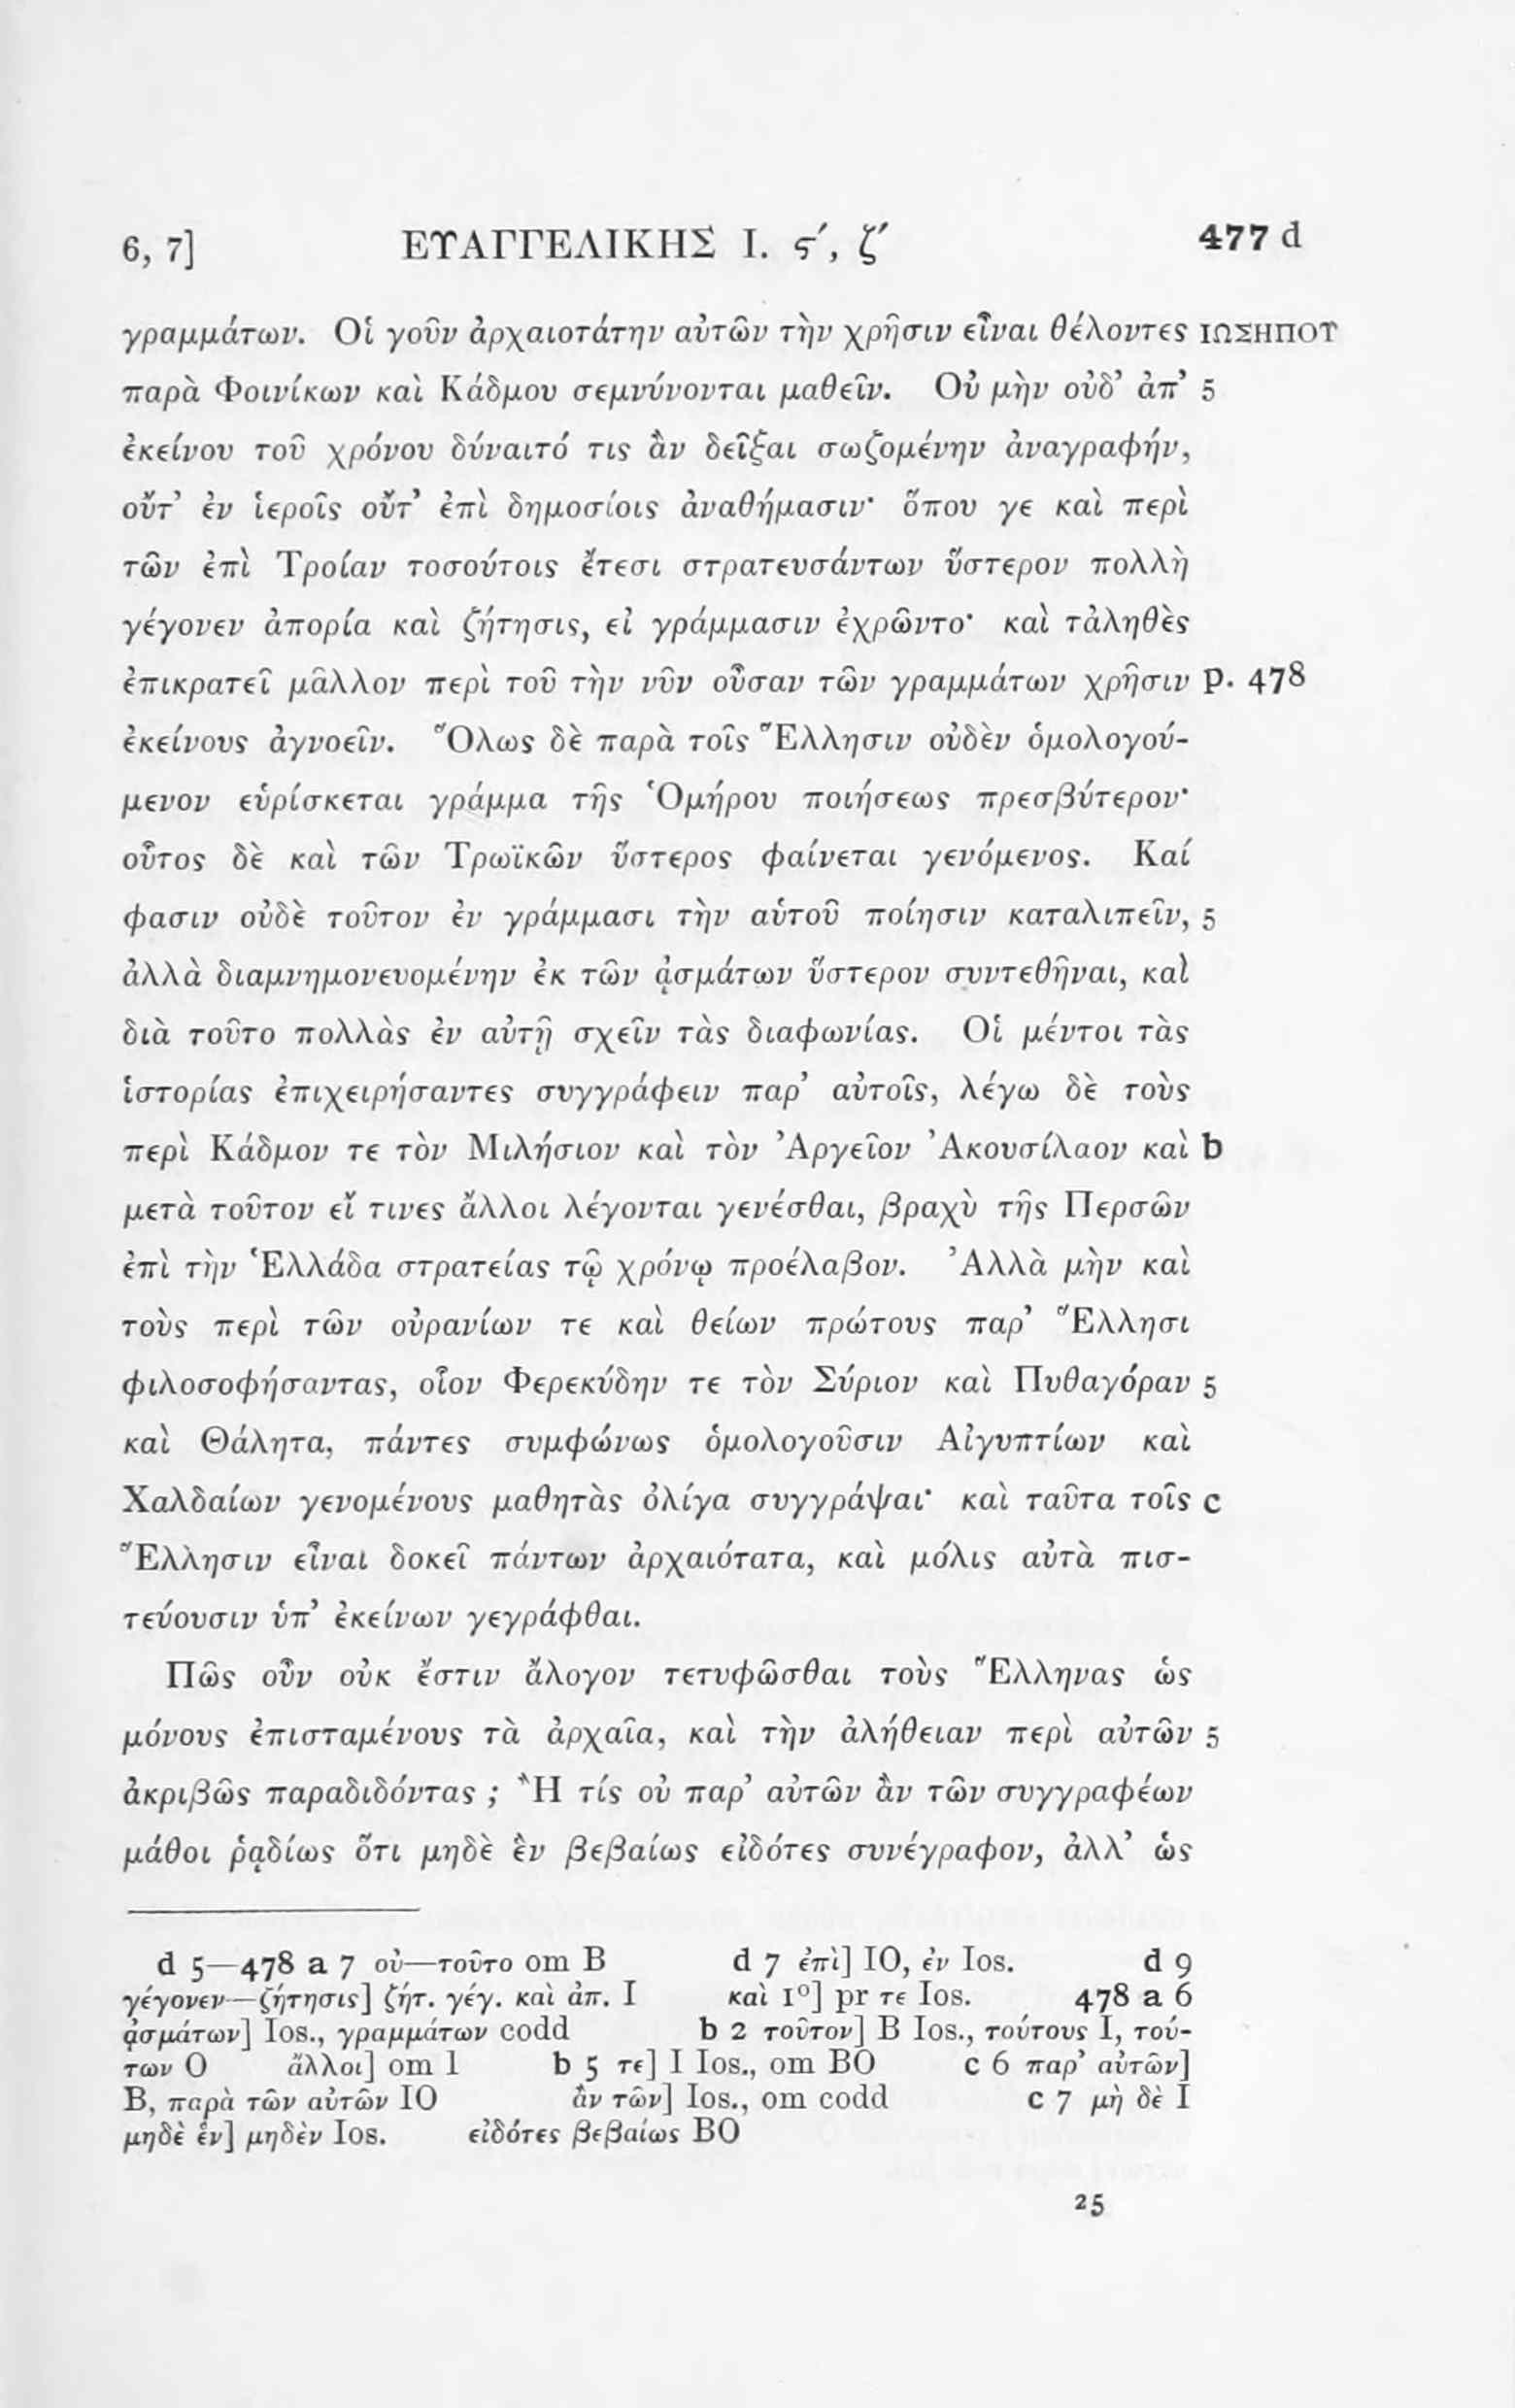 6, 7] ΕΥΑΓΓΕΛΙΚΗΣ Ι. ϛ′, ζ′ 477 d
γραμμάτων. Οἱ γοῦν ἀρχαιοτάτην αὐτῶν τὴν χρῆσιν εἶναι θέλοντες ΙΩΣΗΠΟΥ
παρὰ Φοινίκων καὶ Κάδμου σεμνύνονται μαθεῖν. Οὐ μὴν οὐδ’ ἀπ’ 5
ἐκείνου τοῦ χρόνου δύναιτό τις ἂν δεῖξαι σωζομένην ἀναγραφήν,
οὔτ’ ἐν ἱεροῖς οὔτ’ ἐπὶ δημοσίοις ἀναθήμασιν· ὅπου γε καὶ περὶ
τῶν ἐπὶ Τροίαν τοσούτοις ἔτεσι στρατευσάντων ὕστερον πολλὴ
γέγονεν ἀπορία καὶ ζήτησις, εἰ γράμμασιν ἐχρῶντο· καὶ τἀληθὲς
ἐπικρατεῖ μᾶλλον περὶ τοῦ τὴν νῦν οὖσαν τῶν γραμμάτων χρῆσιν p. 478
ἐκείνους ἀγνοεῖν. Ὅλως δὲ παρὰ τοῖς Ἕλλησιν οὐδὲν ὁμολογού-
μενον εὑρίσκεται γράμμα τῆς Ὁμήρου ποιήσεως πρεσβύτερον·
οὗτος δὲ καὶ τῶν Τρωϊκῶν ὕστερος φαίνεται γενόμενος. Καί
φασιν οὐδὲ τοῦτον ἐν γράμμασι τὴν αὑτοῦ ποίησιν καταλιπεῖν, 5
ἀλλὰ διαμνημονευομένην ἐκ τῶν ᾀσμάτων ὕστερον συντεθῆναι, καὶ
διὰ τοῦτο πολλὰς ἐν αὐτῇ σχεῖν τὰς διαφωνίας. Οἱ μέντοι τὰς
ἱστορίας ἐπιχειρήσαντες συγγράφειν παρ’ αὐτοῖς, λέγω δὲ τοὺς
περὶ Κάδμον τε τὸν Μιλήσιον καὶ τὸν Ἀργεῖον Ἀκουσίλαον καὶ b
μετὰ τοῦτον εἴ τινες ἄλλοι λέγονται γενέσθαι, βραχὺ τῆς Περσῶν
ἐπὶ τὴν Ἑλλάδα στρατείας τῷ χρόνῳ προέλαβον. Ἀλλὰ μὴν καὶ
τοὺς περὶ τῶν οὐρανίων τε καὶ θείων πρώτους παρ’ Ἕλλησι
φιλοσοφήσαντας, οἷον Φερεκύδην τε τὸν Σύριον καὶ Πυθαγόραν 5
καὶ Θάλητα, πάντες συμφώνως ὁμολογοῦσιν Αἰγυπτίων καὶ
Χαλδαίων γενομένους μαθητὰς ὀλίγα συγγράψαι· καὶ ταῦτα τοῖς c
Ἕλλησιν εἶναι δοκεῖ πάντων ἀρχαιότατα, καὶ μόλις αὐτὰ πισ-
τεύουσιν ὑπ’ ἐκείνων γεγράφθαι.
Πῶς οὖν οὐκ ἔστιν ἄλογον τετυφῶσθαι τοὺς Ἕλληνας ὡς
μόνους ἐπισταμένους τὰ ἀρχαῖα, καὶ τὴν ἀλήθειαν περὶ αὐτῶν 5
ἀκριβῶς παραδιδόντας ; Ἢ τίς οὐ παρ’ αὐτῶν ἂν τῶν συγγραφέων
μάθοι ῥᾳδίως ὅτι μηδὲ ἓν βεβαίως εἰδότες συνέγραφον, ἀλλ’ ὡς
d 5—478 a 7 οὐ—τοῦτο om B d 7 ἐπὶ] IO, ἐν Ios. d 9
γέγονεν—ζήτησις] ζήτ. γέγ. καὶ ἀπ. I καὶ 1º] pr τε Ios. 478 a 6
ᾀσμάτων] Ios., γραμμάτων codd b 2 τοῦτον] B Ios., τούτους I, τού-
των O ἄλλοι] om I b 5 τε] I Ios., om BO c 6 παρ’ αὐτῶν]
B, παρὰ τῶν αὐτῶν IO ἂν τῶν] Ios., om codd c 7 μὴ δὲ I
μηδὲ ἓν] μηδὲν Ios. εἰδότες βεβαίως BO
25